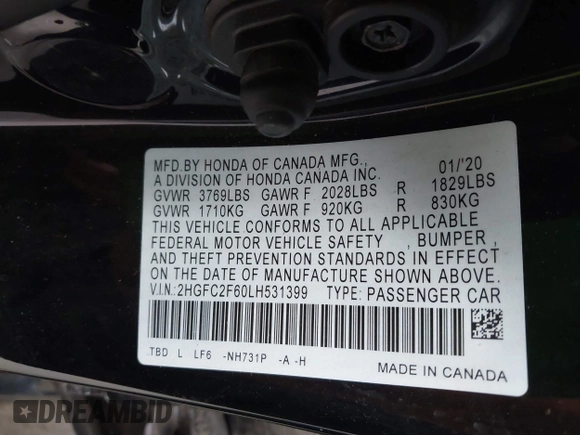 MFD.BY HONDA OF CANADA MFG., 01/'20
A DIVISION OF HONDA CANADA INC.
GVWR 3769LBS GAWR F 2028LBS R 1829LBS
GVWR 1710KG GAWR F 920KG R 830KG
THIS VEHICLE CONFORMS TO ALL APPLICABLE
FEDERAL MOTOR VEHICLE SAFETY , BUMPER,
AND THEFT PREVENTION STANDARDS IN EFFECT
ON THE DATE OF MANUFACTURE SHOWN ABOVE.
V.I.N:2HGFC2F60LH531399 TYPE: PASSENGER CAR
TBD L LF6 -NH731P -A -H
MADE IN CANADA
DREAMBID